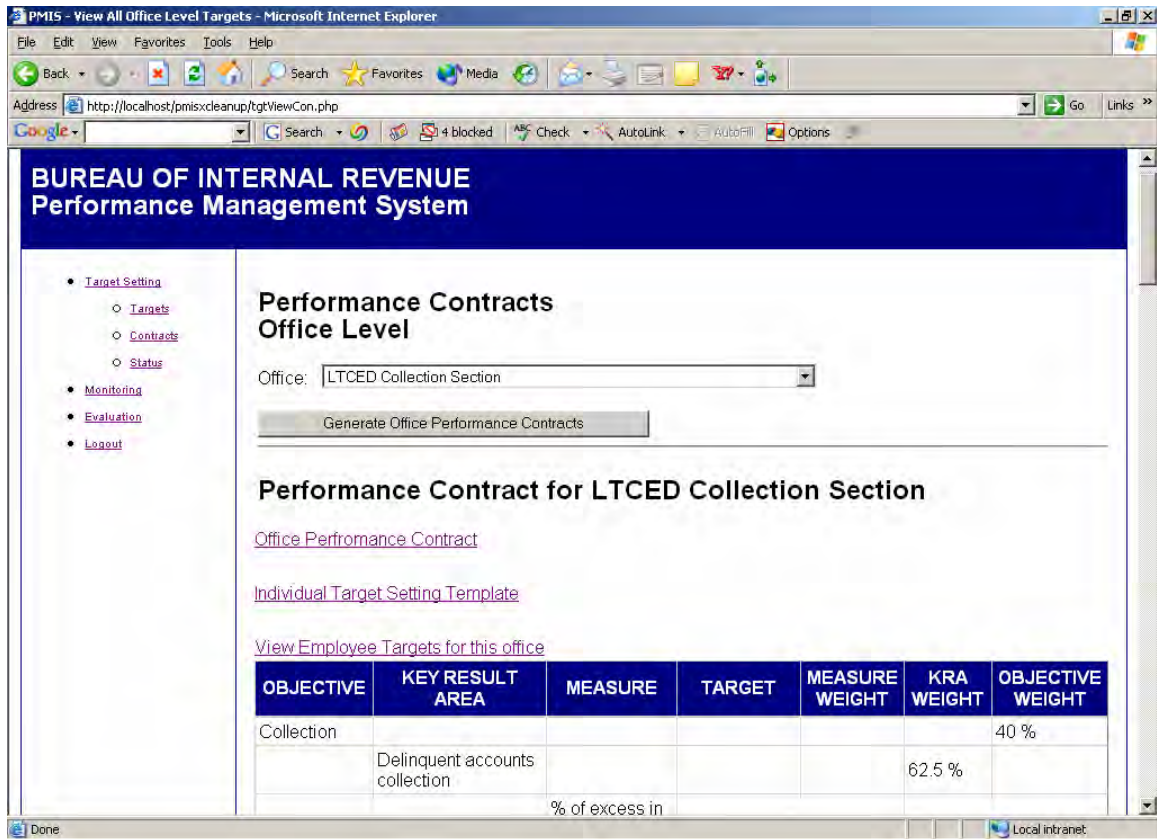 PMIS - View All Office Level Targets - Microsoft Internet Explorer
File Edit View Favorites Tools Help
Back Search Favorites Media
Address http://localhost/pmisxcleanup/tgtViewCon.php Go Links »
Google Search 4 blocked ABC Check AutoLink AutoFill Options
BUREAU OF INTERNAL REVENUE
Performance Management System
Target Setting
Targets
Contracts
Status
Monitoring
Evaluation
Logout
Performance Contracts
Office Level
Office: LTCED Collection Section
Generate Office Performance Contracts
Performance Contract for LTCED Collection Section
Office Perfromance Contract
Individual Target Setting Template
View Employee Targets for this office
OBJECTIVE KEY RESULT AREA MEASURE TARGET MEASURE WEIGHT KRA WEIGHT OBJECTIVE WEIGHT
Collection 40 %
Delinquent accounts collection 62.5 %
% of excess in
Done Local intranet